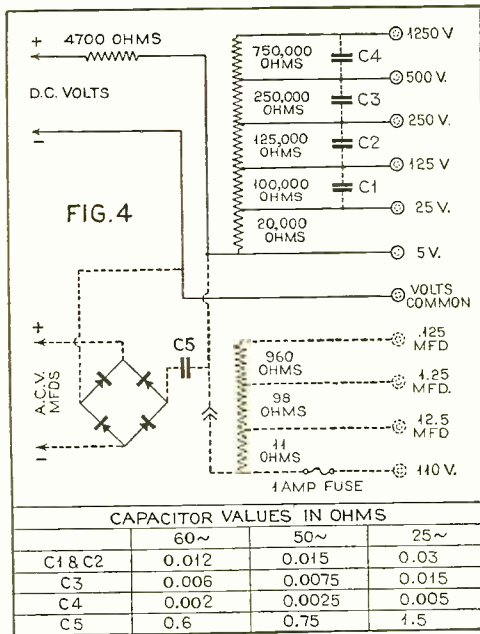 +
4700 OHMS
D.C. VOLTS
−
FIG. 4
750,000
OHMS
C4
1250 V
500 V.
250,000
OHMS
C3
250 V.
125,000
OHMS
C2
125 V
100,000
OHMS
C1
25 V.
20,000
OHMS
5 V.
VOLTS
COMMON
+
A.C.V.
MFDS
−
C5
.125
MFD
960
OHMS
1.25
MFD.
98
OHMS
12.5
MFD
11
OHMS
110 V.
1 AMP FUSE
CAPACITOR VALUES IN OHMS
60~ 50~ 25~
C1 & C2 0.012 0.015 0.03
C3 0.006 0.0075 0.015
C4 0.002 0.0025 0.005
C5 0.6 0.75 1.5